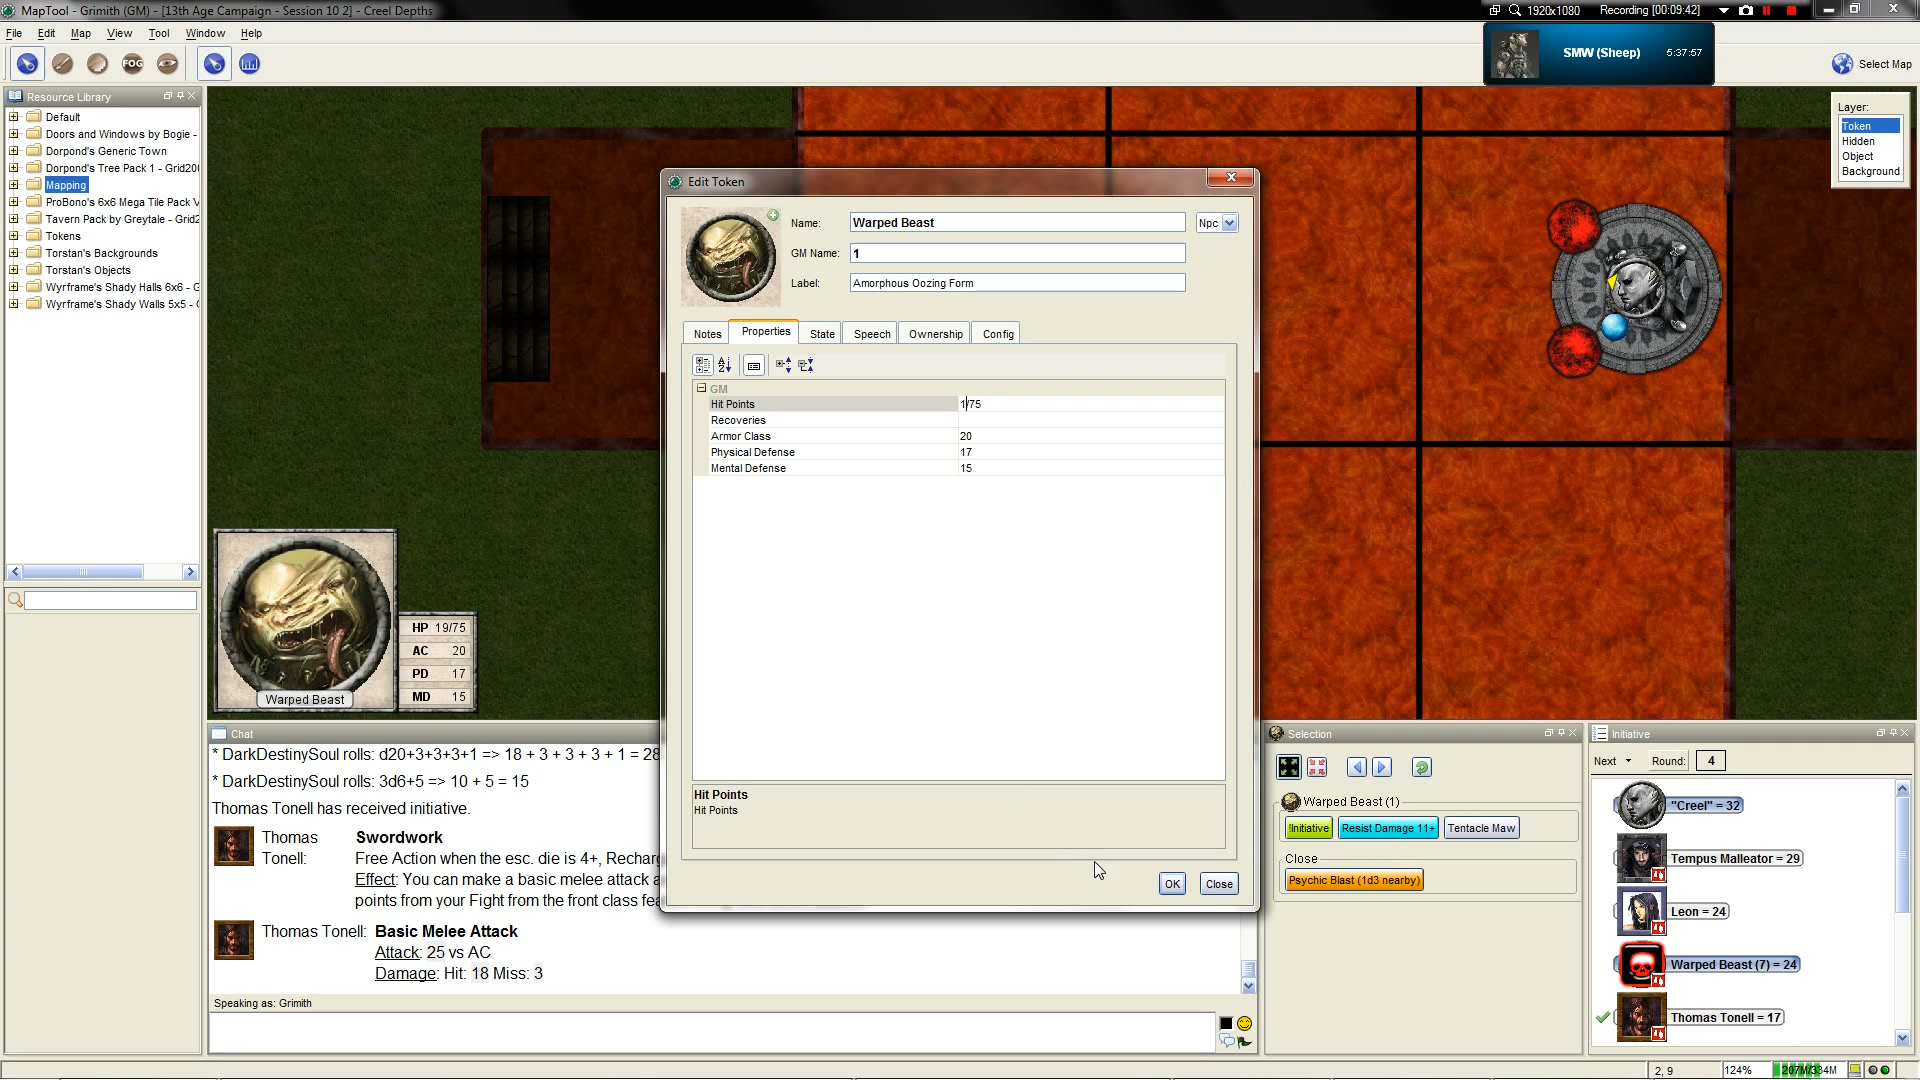 MapTool - Grimith (GM) - [13th Age Campaign - Session 10 2] - Creel Depths
1920x1080
Recording [00:09:42]
File Edit Map View Tool Window Help
SMW (Sheep) 5:37:57
FOG
Select Map
Resource Library
Default
Doors and Windows by Bogie -
Dorpond's Generic Town
Dorpond's Tree Pack 1 - Grid20
Mapping
ProBono's 6x6 Mega Tile Pack V
Tavern Pack by Greytale - Grid2
Tokens
Torstan's Backgrounds
Torstan's Objects
Wyrframe's Shady Halls 6x6 - G
Wyrframe's Shady Walls 5x5 - G
Layer:
Token
Hidden
Object
Background
Edit Token
Name: Warped Beast Npc
GM Name: 1
Label: Amorphous Oozing Form
Notes Properties State Speech Ownership Config
GM
Hit Points 1/75
Recoveries
Armor Class 20
Physical Defense 17
Mental Defense 15
Hit Points
Hit Points
OK Close
HP 19/75
AC 20
PD 17
MD 15
Warped Beast
Chat
* DarkDestinySoul rolls: d20+3+3+3+1 => 18 + 3 + 3 + 3 + 1 = 28
* DarkDestinySoul rolls: 3d6+5 => 10 + 5 = 15
Thomas Tonell has received initiative.
Thomas Tonell: Swordwork
Free Action when the esc. die is 4+, Recharg
Effect: You can make a basic melee attack a
points from your Fight from the front class fea
Thomas Tonell: Basic Melee Attack
Attack: 25 vs AC
Damage: Hit: 18 Miss: 3
Speaking as: Grimith
Selection
Warped Beast (1)
!Initiative Resist Damage 11+ Tentacle Maw
Close
Psychic Blast (1d3 nearby)
Initiative
Next Round: 4
"Creel" = 32
Tempus Malleator = 29
Leon = 24
Warped Beast (7) = 24
Thomas Tonell = 17
2, 9
124%
207M/334M